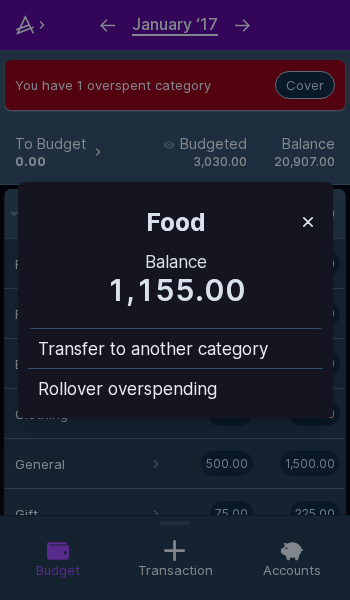 January ‘17
You have 1 overspent category
Cover
To Budget Budgeted Balance
0.00 3,030.00 20,907.00
Food
Balance
1,155.00
Transfer to another category
Rollover overspending
Clothing
General 500.00 1,500.00
Gift 75.00 225.00
Budget Transaction Accounts